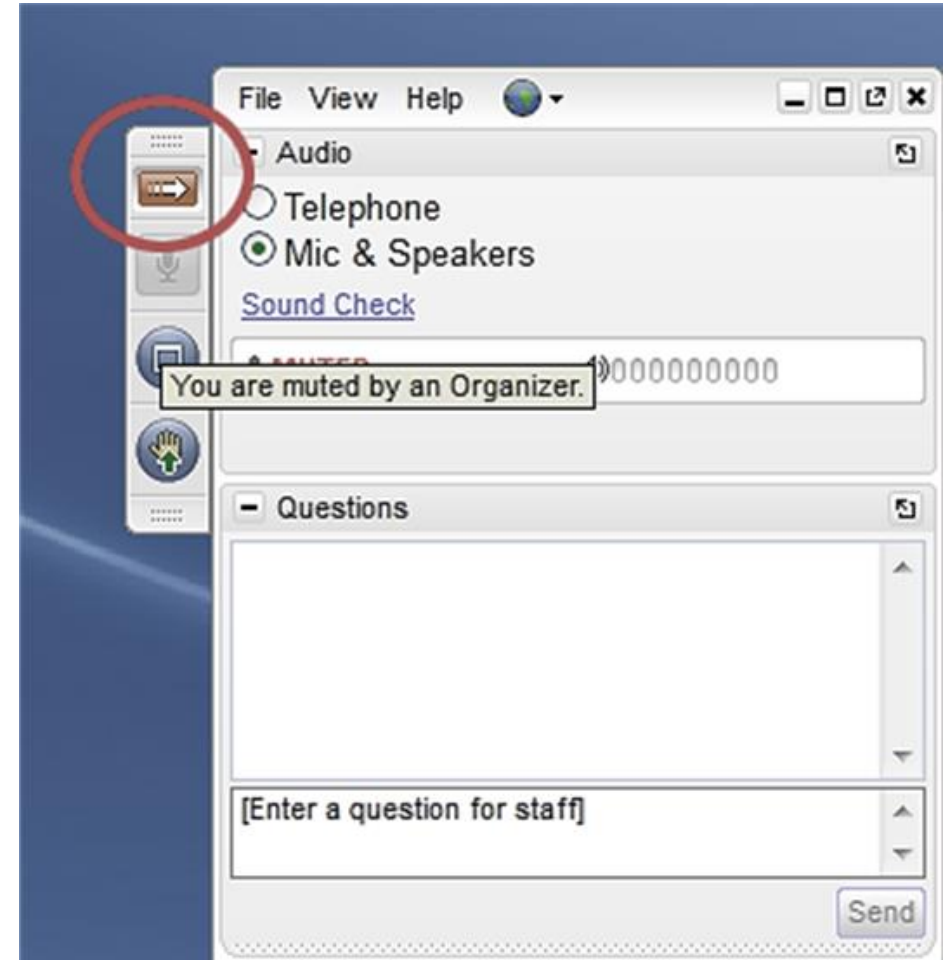 File View Help
Audio
Telephone
Mic & Speakers
Sound Check
MUTED
You are muted by an Organizer.
Questions
[Enter a question for staff]
Send